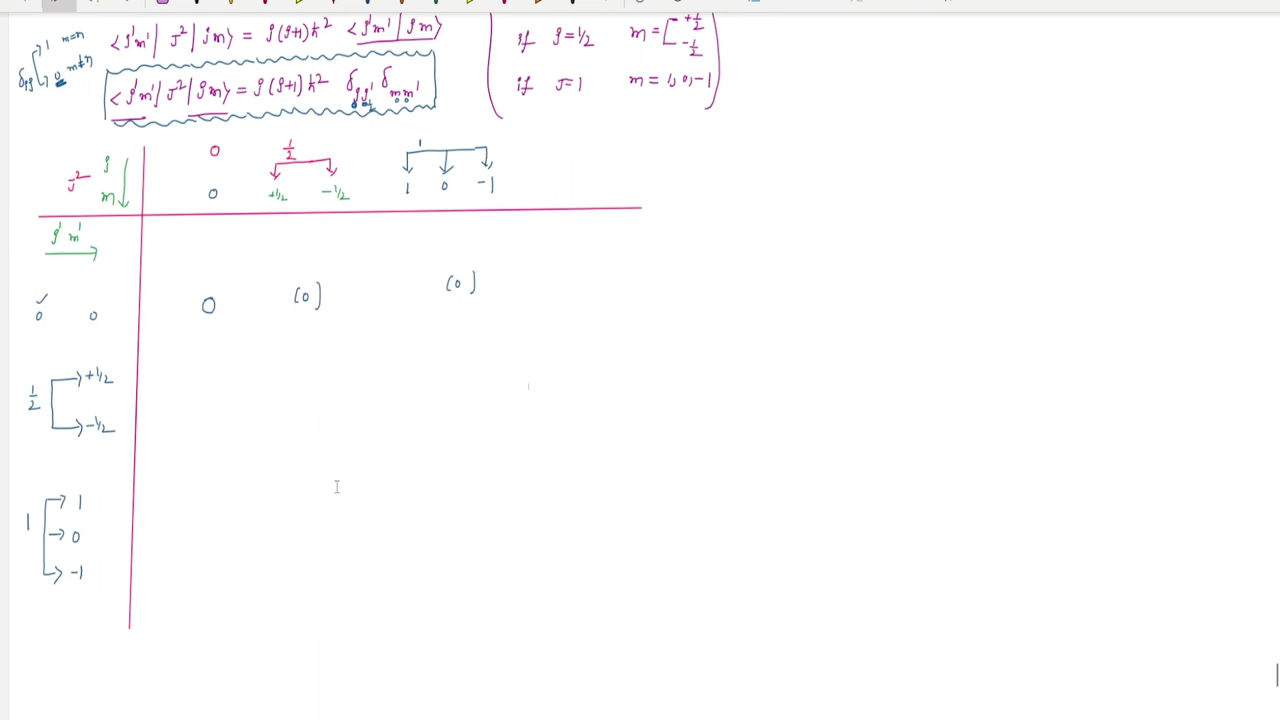 ⟨j'm'| J² |jm⟩ = j(j+1)ħ² ⟨j'm'|jm⟩
⟨j'm'| J² |jm⟩ = j(j+1)ħ² δjj' δmm'
1 m=n
0 m≠n
if j=1/2 m= +1/2
-1/2
if J=1 m = 1, 0, -1
J² j 0 1/2 1
m 0 +1/2 -1/2 1 0 -1
j' m'
0 0 0 (0) (0)
1/2 +1/2
-1/2
1 1
0
-1